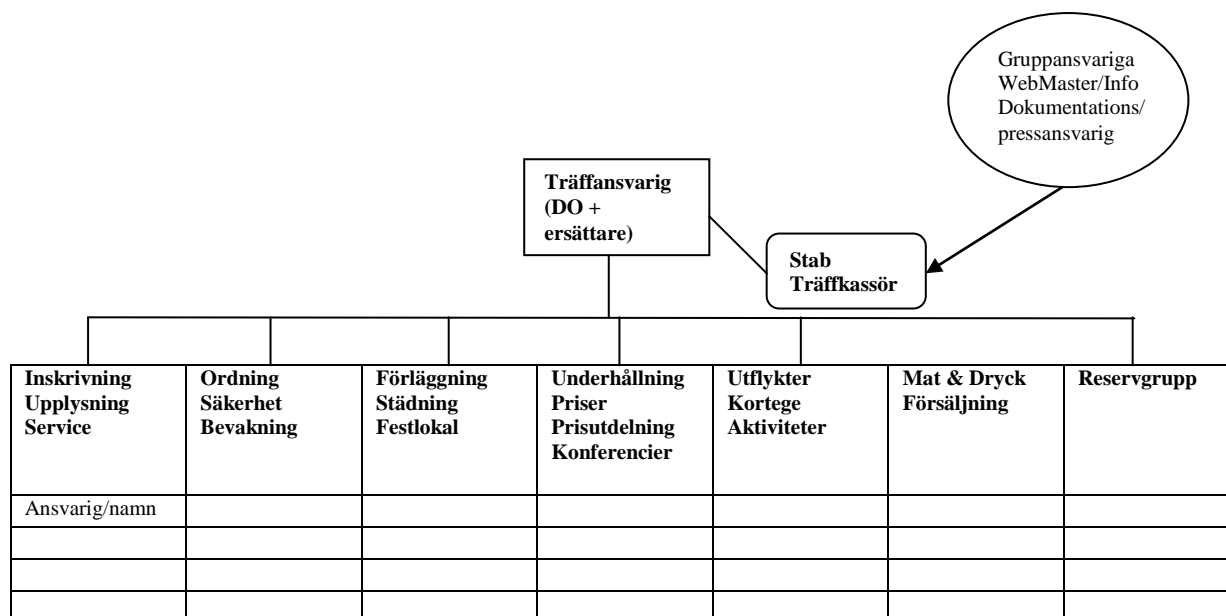 Gruppansvariga
WebMaster/Info
Dokumentations/
pressansvarig
Träffansvarig
(DO +
ersättare)
Stab
Träffkassör
Inskrivning
Upplysning
Service
Ordning
Säkerhet
Bevakning
Förläggning
Städning
Festlokal
Underhållning
Priser
Prisutdelning
Konferencier
Utflykter
Kortege
Aktiviteter
Mat & Dryck
Försäljning
Reservgrupp
Ansvarig/namn